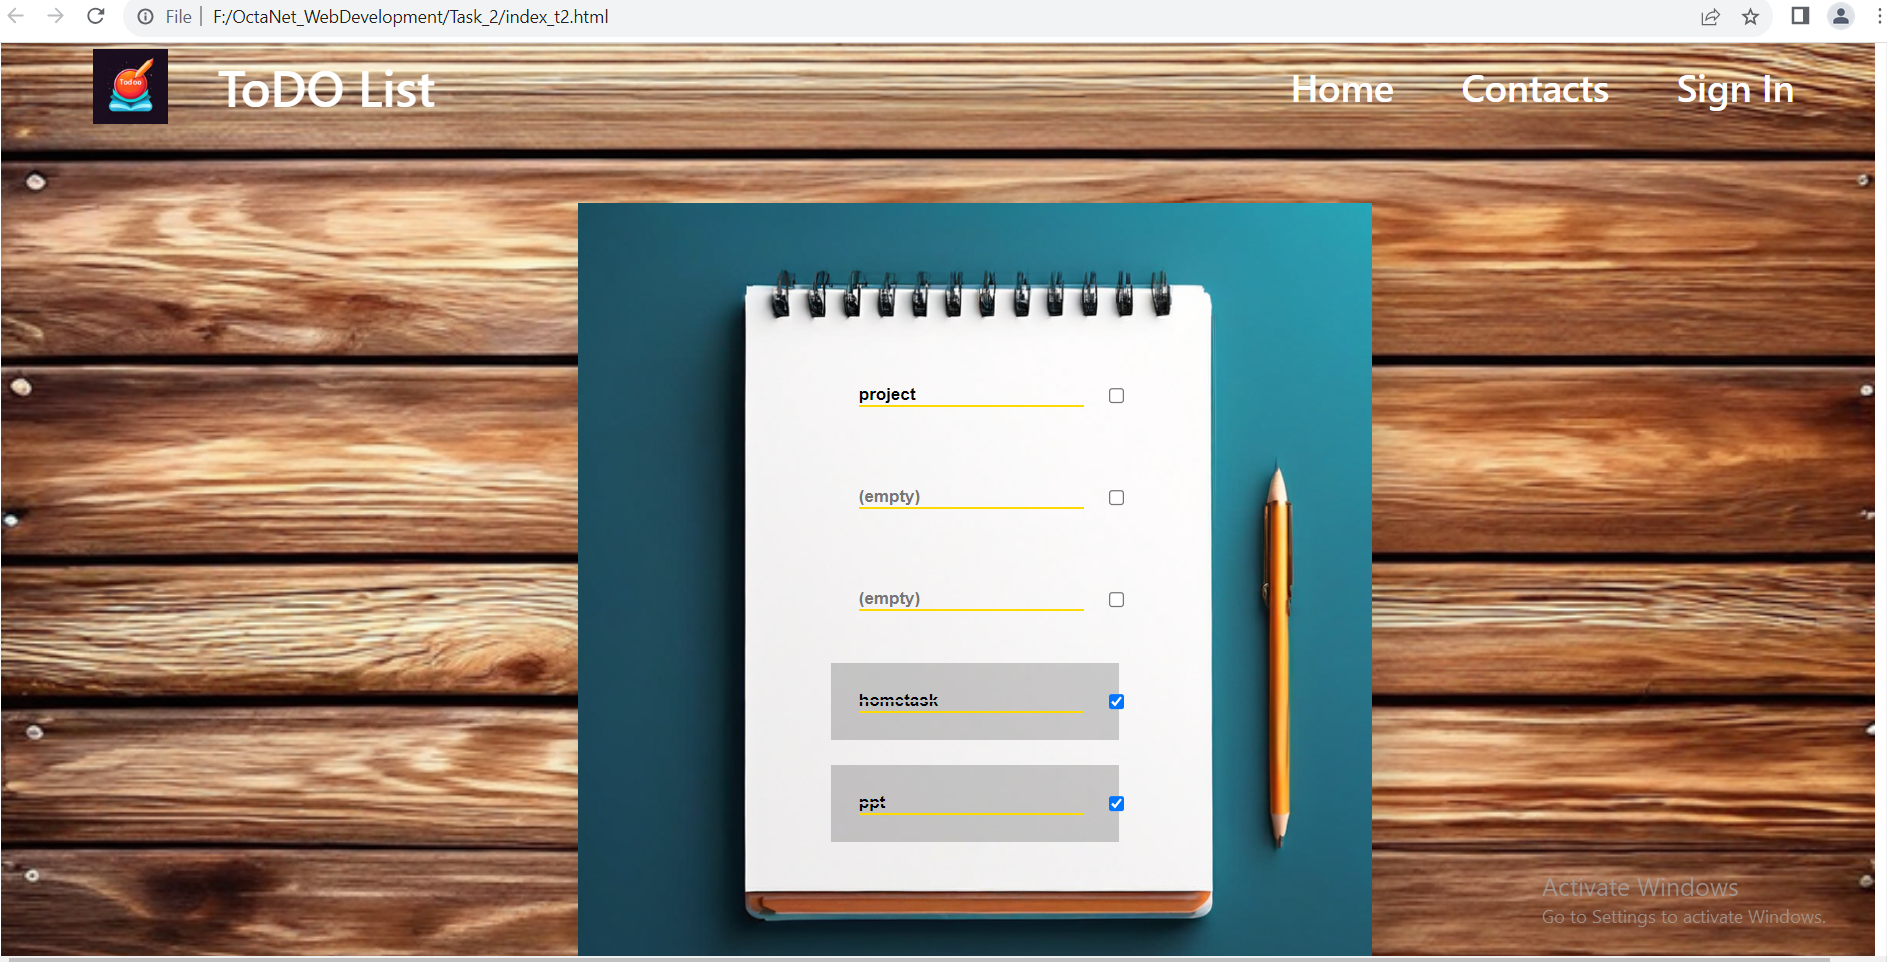 File F:/OctaNet_WebDevelopment/Task_2/index_t2.html
Todoo
ToDO List
Home Contacts Sign In
project
(empty)
(empty)
hometask
ppt
Activate Windows
Go to Settings to activate Windows.